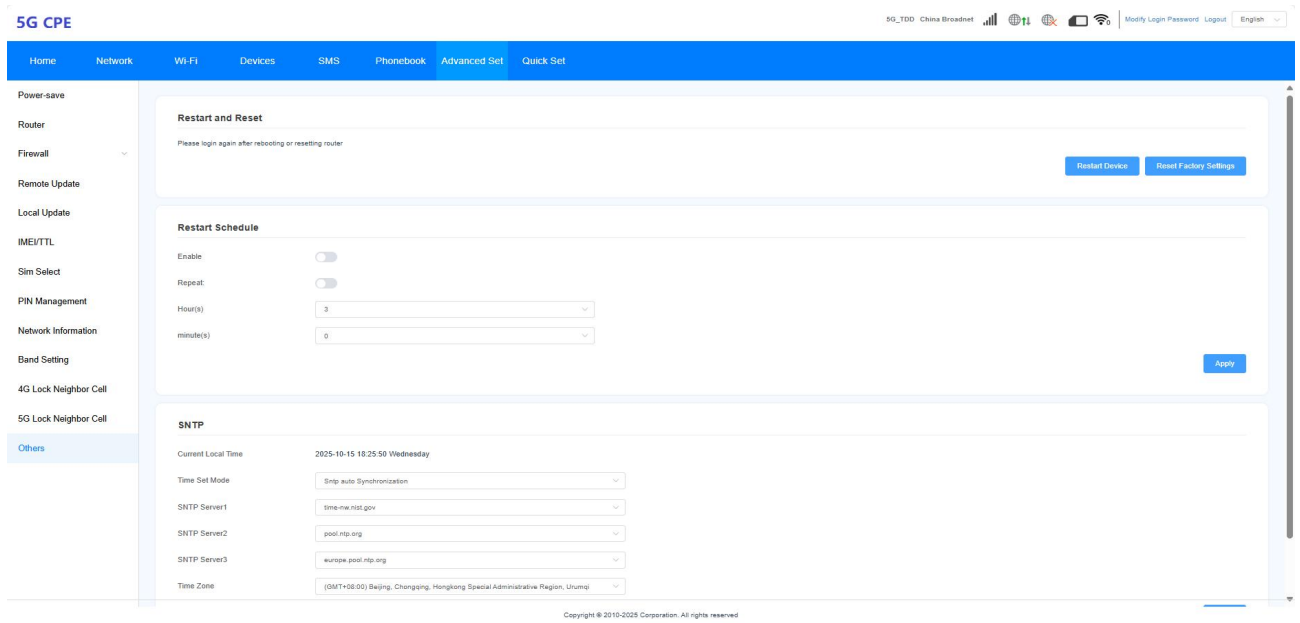 5G CPE
5G_TDD China Broadnet
0
Modify Login Password Logout English
Home Network Wi-Fi Devices SMS Phonebook Advanced Set Quick Set
Power-save
Router
Firewall
Remote Update
Local Update
IMEI/TTL
Sim Select
PIN Management
Network Information
Band Setting
4G Lock Neighbor Cell
5G Lock Neighbor Cell
Others
Restart and Reset
Please login again after rebooting or resetting router
Restart Device Reset Factory Settings
Restart Schedule
Enable
Repeat:
Hour(s) 3
minute(s) 0
Apply
SNTP
Current Local Time 2025-10-15 18:25:50 Wednesday
Time Set Mode Sntp auto Synchronization
SNTP Server1 time-nw.nist.gov
SNTP Server2 pool.ntp.org
SNTP Server3 europe.pool.ntp.org
Time Zone (GMT+08:00) Beijing, Chongqing, Hongkong Special Administrative Region, Urumqi
Copyright © 2010-2025 Corporation. All rights reserved